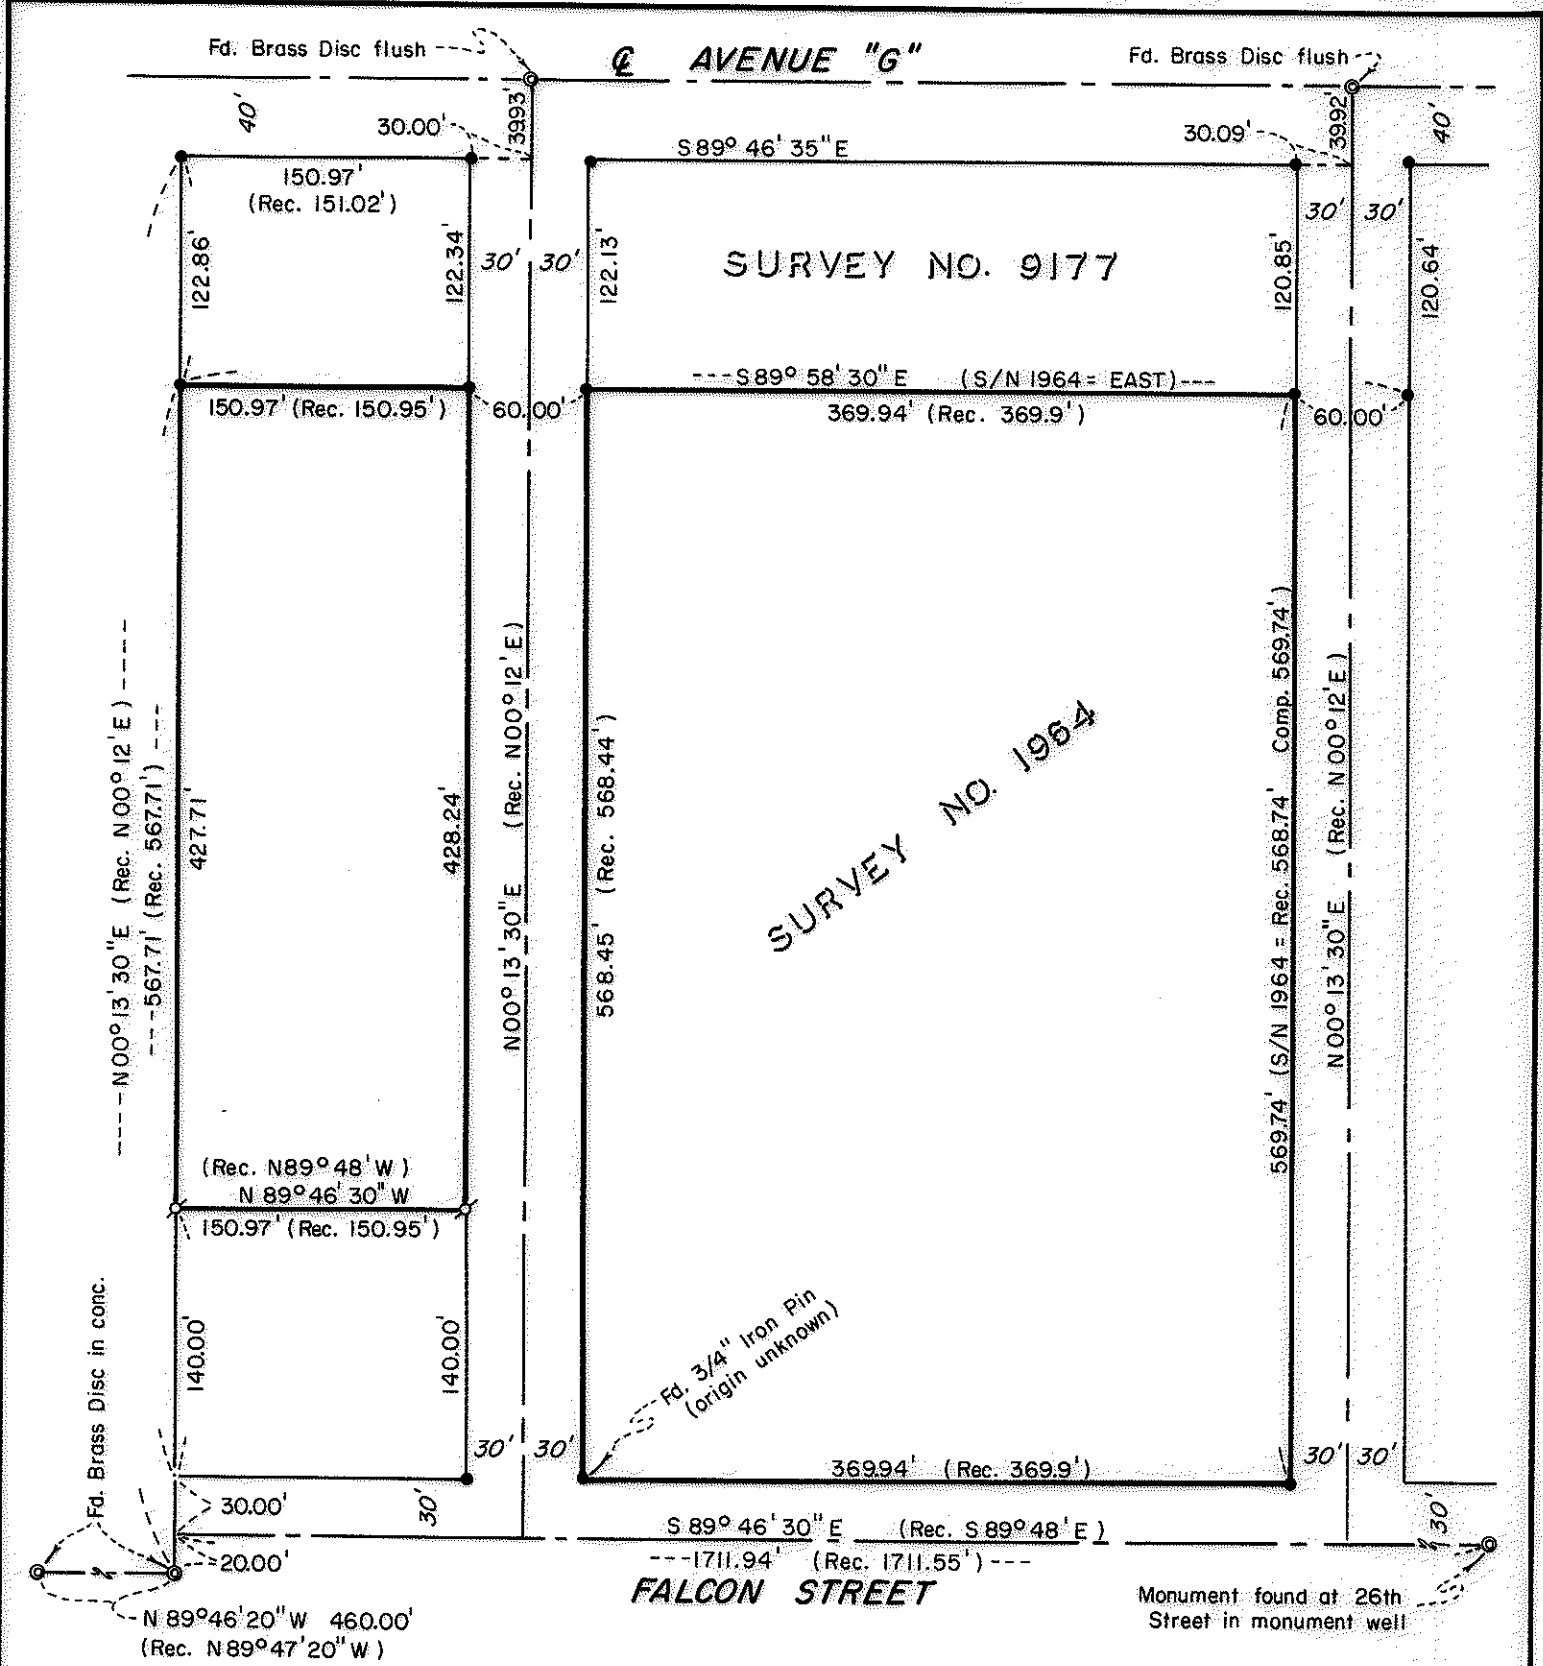 Fd. Brass Disc flush
℄ AVENUE "G"
Fd. Brass Disc flush
40'
30.00'
39.93'
30.09'
39.92'
40'
S 89° 46' 35" E
150.97'
(Rec. 151.02')
30' 30'
122.86'
122.34'
30' 30'
122.13'
SURVEY NO. 9177
120.85'
120.64'
---S 89° 58' 30" E (S/N 1964 = EAST)---
150.97' (Rec. 150.95')
60.00'
369.94' (Rec. 369.9')
60.00'
----N 00° 13' 30" E (Rec. N 00° 12' E)----
---567.71' (Rec. 567.71')---
427.71'
428.24'
N 00° 13' 30" E (Rec. N 00° 12' E)
568.45' (Rec. 568.44')
SURVEY NO. 1964
569.74' (S/N 1964 = Rec. 568.74' Comp. 569.74')
N 00° 13' 30" E (Rec. N 00° 12' E)
(Rec. N 89° 48' W)
N 89° 46' 30" W
150.97' (Rec. 150.95')
Fd. Brass Disc in conc.
140.00'
140.00'
Fd. 3/4" Iron Pin
(origin unknown)
30' 30'
369.94' (Rec. 369.9')
30' 30'
30.00'
30'
30'
S 89° 46' 30" E (Rec. S 89° 48' E)
20.00'
---1711.94' (Rec. 1711.55')---
FALCON STREET
N 89° 46' 20" W 460.00'
(Rec. N 89° 47' 20" W)
Monument found at 26th
Street in monument well